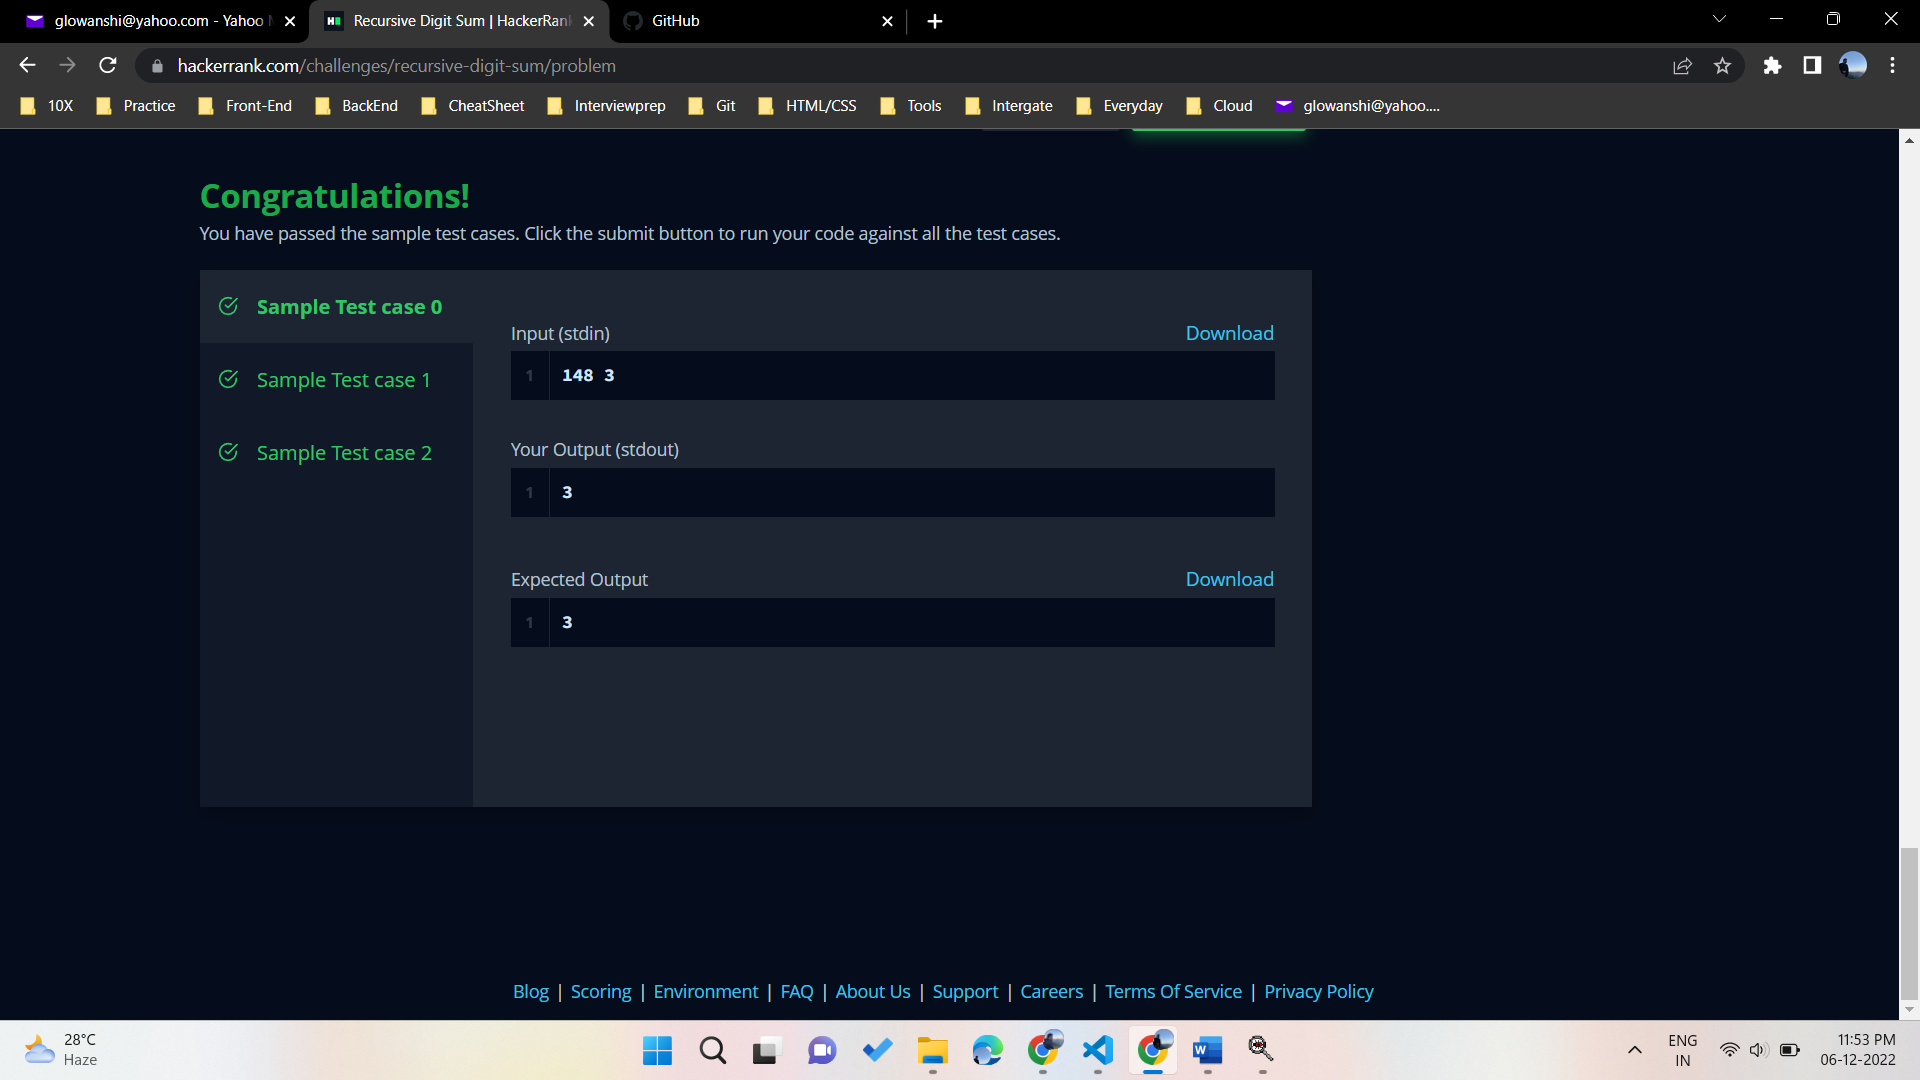 glowanshi@yahoo.com - Yahoo
Recursive Digit Sum | HackerRank
GitHub
hackerrank.com/challenges/recursive-digit-sum/problem
10X
Practice
Front-End
BackEnd
CheatSheet
Interviewprep
Git
HTML/CSS
Tools
Intergate
Everyday
Cloud
glowanshi@yahoo....
Congratulations!
You have passed the sample test cases. Click the submit button to run your code against all the test cases.
Sample Test case 0
Sample Test case 1
Sample Test case 2
Input (stdin)
Download
1 148 3
Your Output (stdout)
1 3
Expected Output
Download
1 3
Blog | Scoring | Environment | FAQ | About Us | Support | Careers | Terms Of Service | Privacy Policy
28°C
Haze
ENG
IN
11:53 PM
06-12-2022